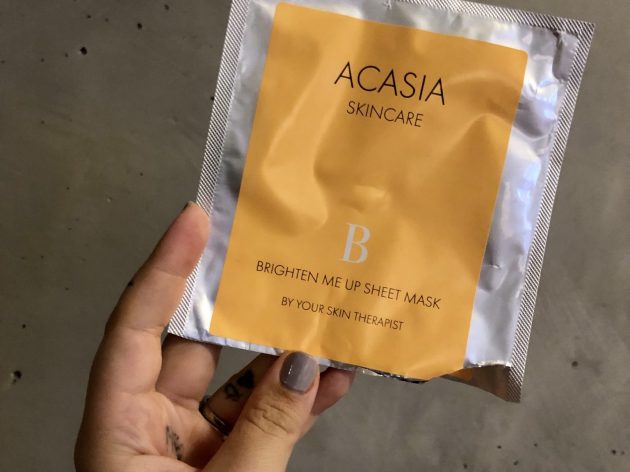 ACASIA
SKINCARE
B
BRIGHTEN ME UP SHEET MASK
BY YOUR SKIN THERAPIST